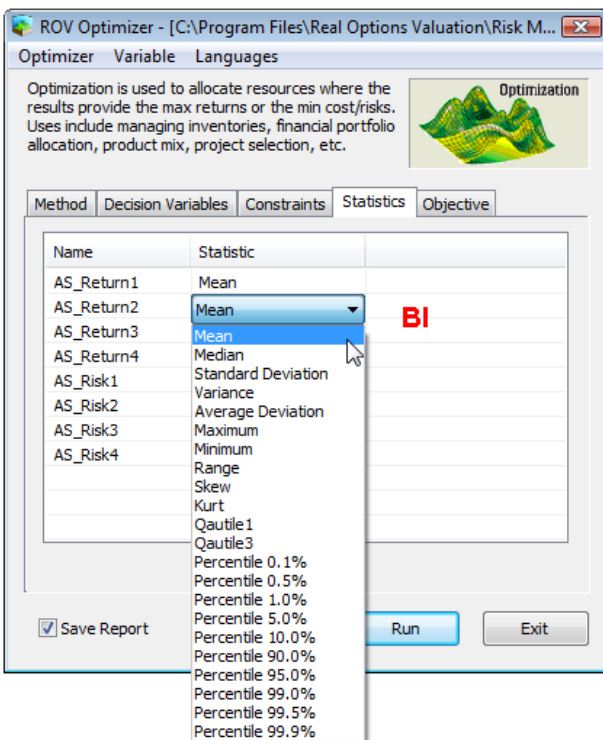 ROV Optimizer - [C:\Program Files\Real Options Valuation\Risk M...
Optimizer Variable Languages
Optimization is used to allocate resources where the
results provide the max returns or the min cost/risks.
Uses include managing inventories, financial portfolio
allocation, product mix, project selection, etc.
Optimization
Method Decision Variables Constraints Statistics Objective
Name Statistic
AS_Return1 Mean
AS_Return2 Mean
BI
AS_Return3
AS_Return4
AS_Risk1
AS_Risk2
AS_Risk3
AS_Risk4
Mean
Median
Standard Deviation
Variance
Average Deviation
Maximum
Minimum
Range
Skew
Kurt
Qautile1
Qautile3
Percentile 0.1%
Percentile 0.5%
Percentile 1.0%
Percentile 5.0%
Percentile 10.0%
Percentile 90.0%
Percentile 95.0%
Percentile 99.0%
Percentile 99.5%
Percentile 99.9%
Save Report Run Exit